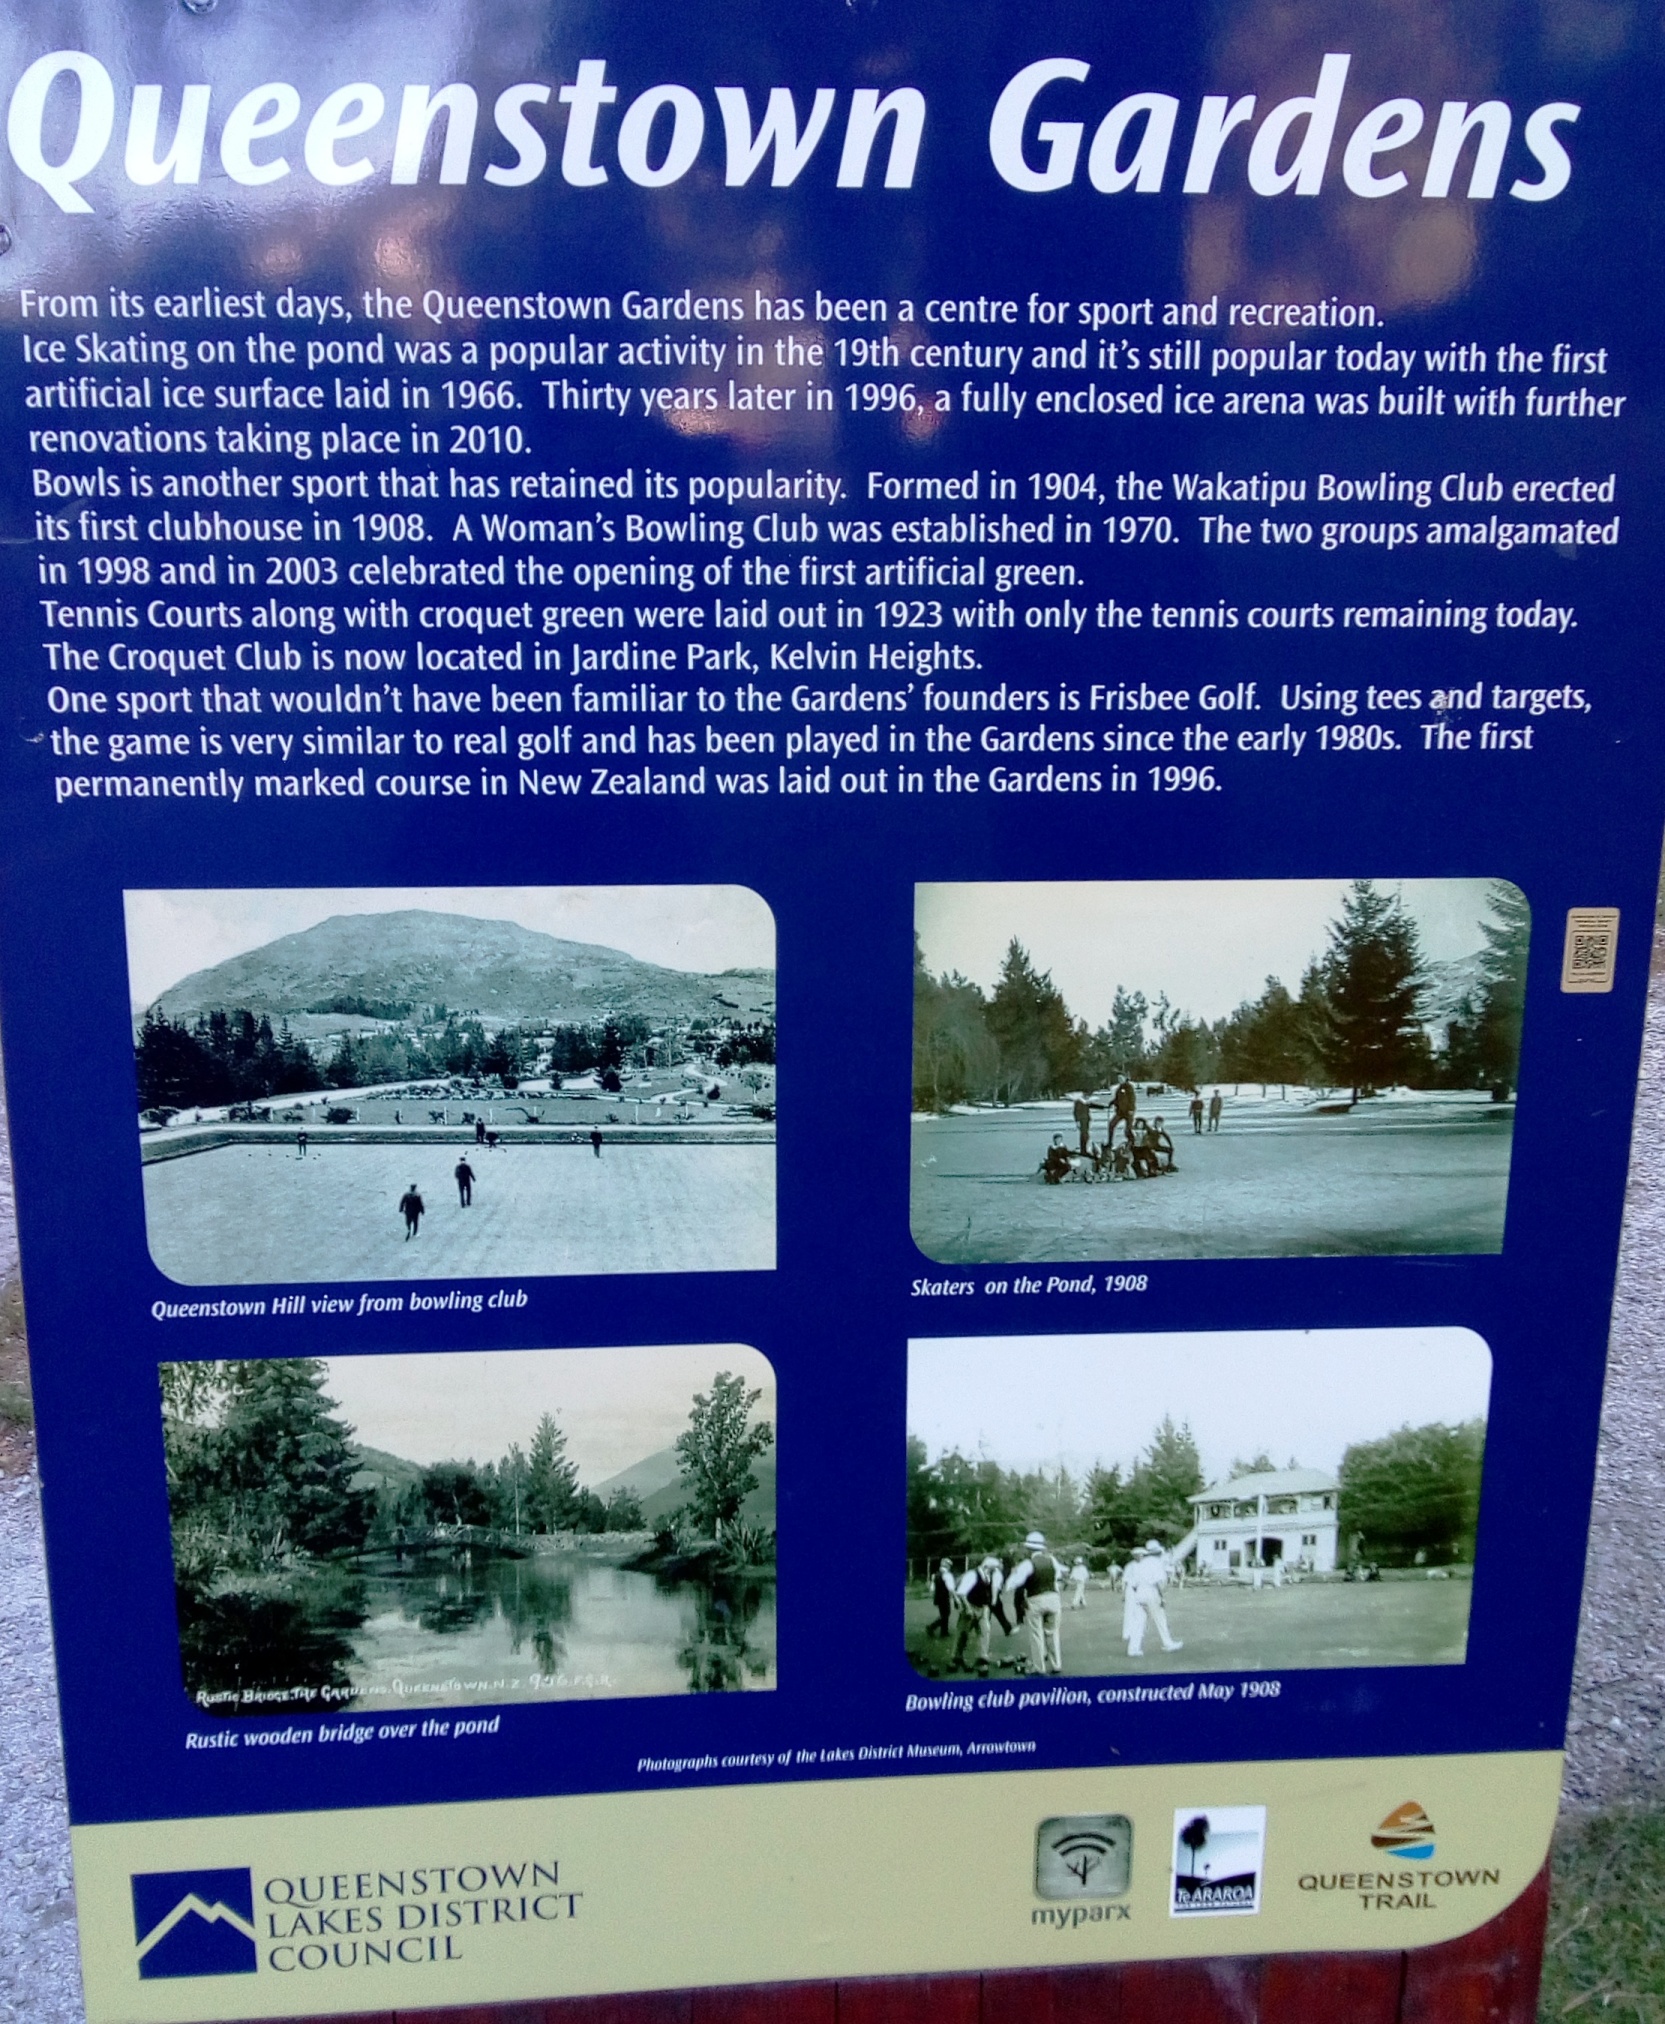 Queenstown Gardens
From its earliest days, the Queenstown Gardens has been a centre for sport and recreation.
Ice Skating on the pond was a popular activity in the 19th century and it's still popular today with the first
artificial ice surface laid in 1966. Thirty years later in 1996, a fully enclosed ice arena was built with further
renovations taking place in 2010.
Bowls is another sport that has retained its popularity. Formed in 1904, the Wakatipu Bowling Club erected
its first clubhouse in 1908. A Woman's Bowling Club was established in 1970. The two groups amalgamated
in 1998 and in 2003 celebrated the opening of the first artificial green.
Tennis Courts along with croquet green were laid out in 1923 with only the tennis courts remaining today.
The Croquet Club is now located in Jardine Park, Kelvin Heights.
One sport that wouldn't have been familiar to the Gardens' founders is Frisbee Golf. Using tees and targets,
the game is very similar to real golf and has been played in the Gardens since the early 1980s. The first
permanently marked course in New Zealand was laid out in the Gardens in 1996.
Queenstown Hill view from bowling club
Skaters on the Pond, 1908
RUSTIC BRIDGE. THE GARDENS. QUEENSTOWN. N.Z.
Rustic wooden bridge over the pond
Bowling club pavilion, constructed May 1908
Photographs courtesy of the Lakes District Museum, Arrowtown
QUEENSTOWN
LAKES DISTRICT
COUNCIL
myparx
Te ARAROA
QUEENSTOWN
TRAIL